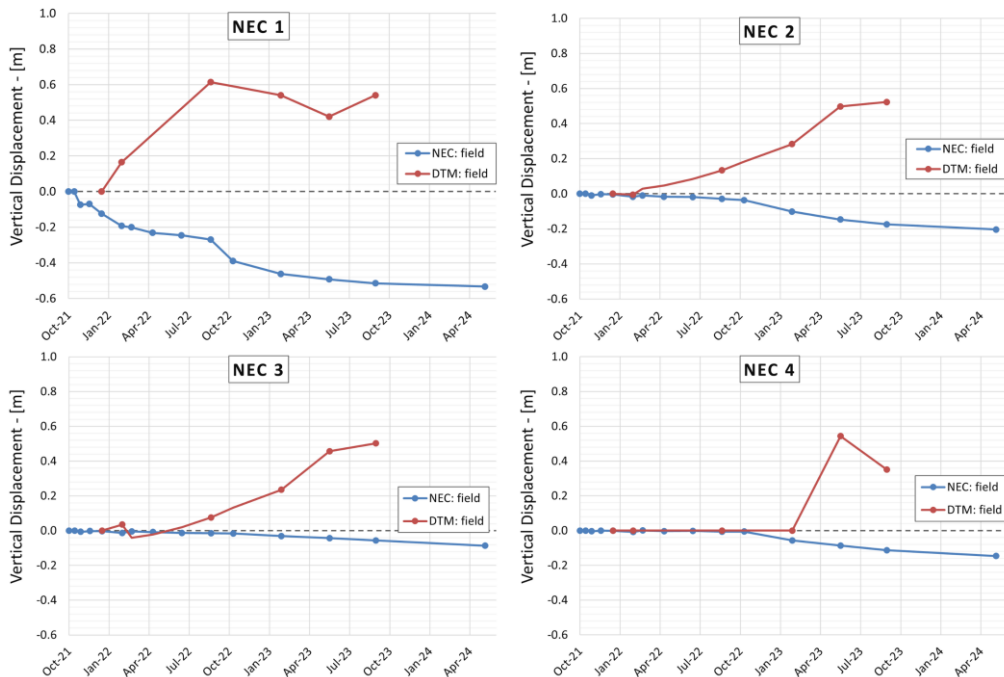 NEC 1
Vertical Displacement - [m]
1.0
0.8
0.6
0.4
0.2
0.0
-0.2
-0.4
-0.6
NEC: field
DTM: field
Oct-21
Jan-22
Apr-22
Jul-22
Oct-22
Jan-23
Apr-23
Jul-23
Oct-23
Jan-24
Apr-24
NEC 2
Vertical Displacement - [m]
1.0
0.8
0.6
0.4
0.2
0.0
-0.2
-0.4
-0.6
NEC: field
DTM: field
Oct-21
Jan-22
Apr-22
Jul-22
Oct-22
Jan-23
Apr-23
Jul-23
Oct-23
Jan-24
Apr-24
NEC 3
Vertical Displacement - [m]
1.0
0.8
0.6
0.4
0.2
0.0
-0.2
-0.4
-0.6
NEC: field
DTM: field
Oct-21
Jan-22
Apr-22
Jul-22
Oct-22
Jan-23
Apr-23
Jul-23
Oct-23
Jan-24
Apr-24
NEC 4
Vertical Displacement - [m]
1.0
0.8
0.6
0.4
0.2
0.0
-0.2
-0.4
-0.6
NEC: field
DTM: field
Oct-21
Jan-22
Apr-22
Jul-22
Oct-22
Jan-23
Apr-23
Jul-23
Oct-23
Jan-24
Apr-24